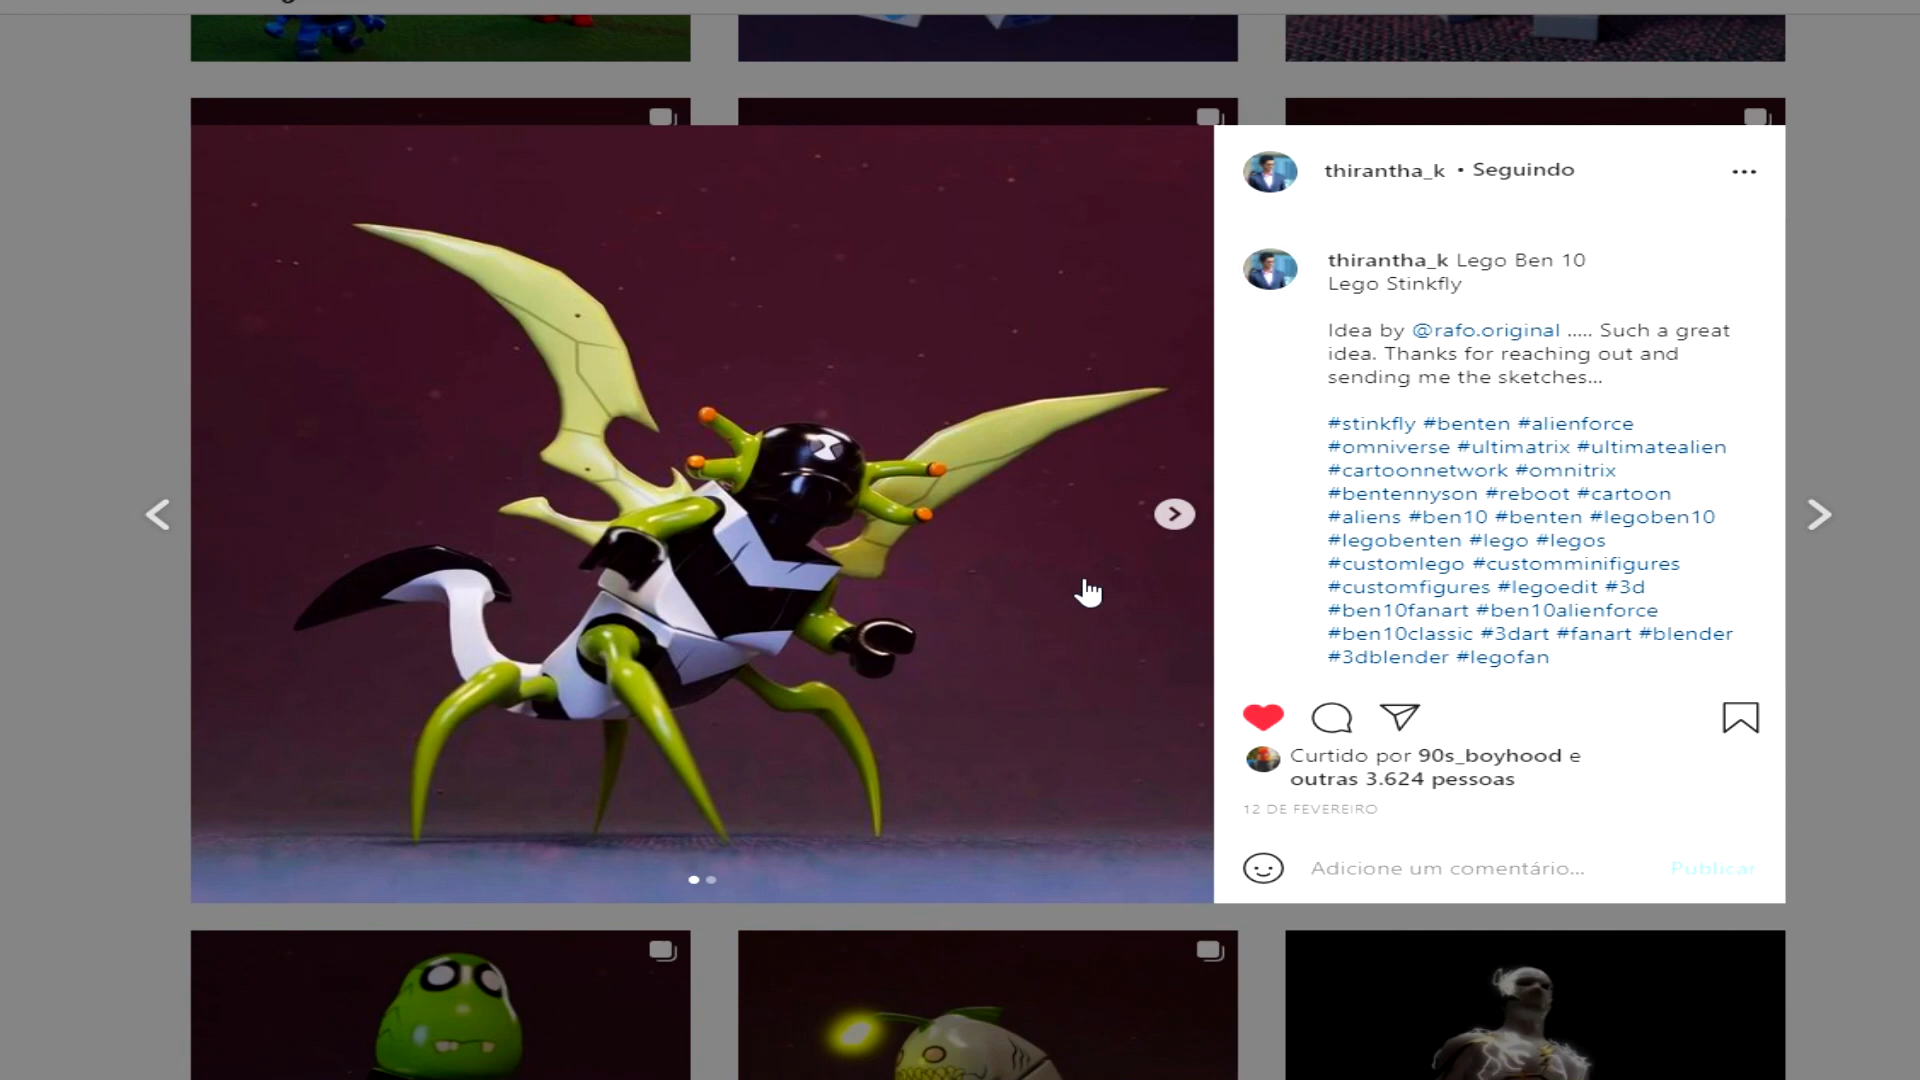 thirantha_k • Seguindo
thirantha_k Lego Ben 10
Lego Stinkfly
Idea by @rafo.original ..... Such a great
idea. Thanks for reaching out and
sending me the sketches...
#stinkfly #benten #alienforce
#omniverse #ultimatrix #ultimatealien
#cartoonnetwork #omnitrix
#bentennyson #reboot #cartoon
#aliens #ben10 #benten #legoben10
#legobenten #lego #legos
#customlego #customminifigures
#customfigures #legoedit #3d
#ben10fanart #ben10alienforce
#ben10classic #3dart #fanart #blender
#3dblender #legofan
Curtido por 90s_boyhood e
outras 3.624 pessoas
12 DE FEVEREIRO
Adicione um comentário... Publicar